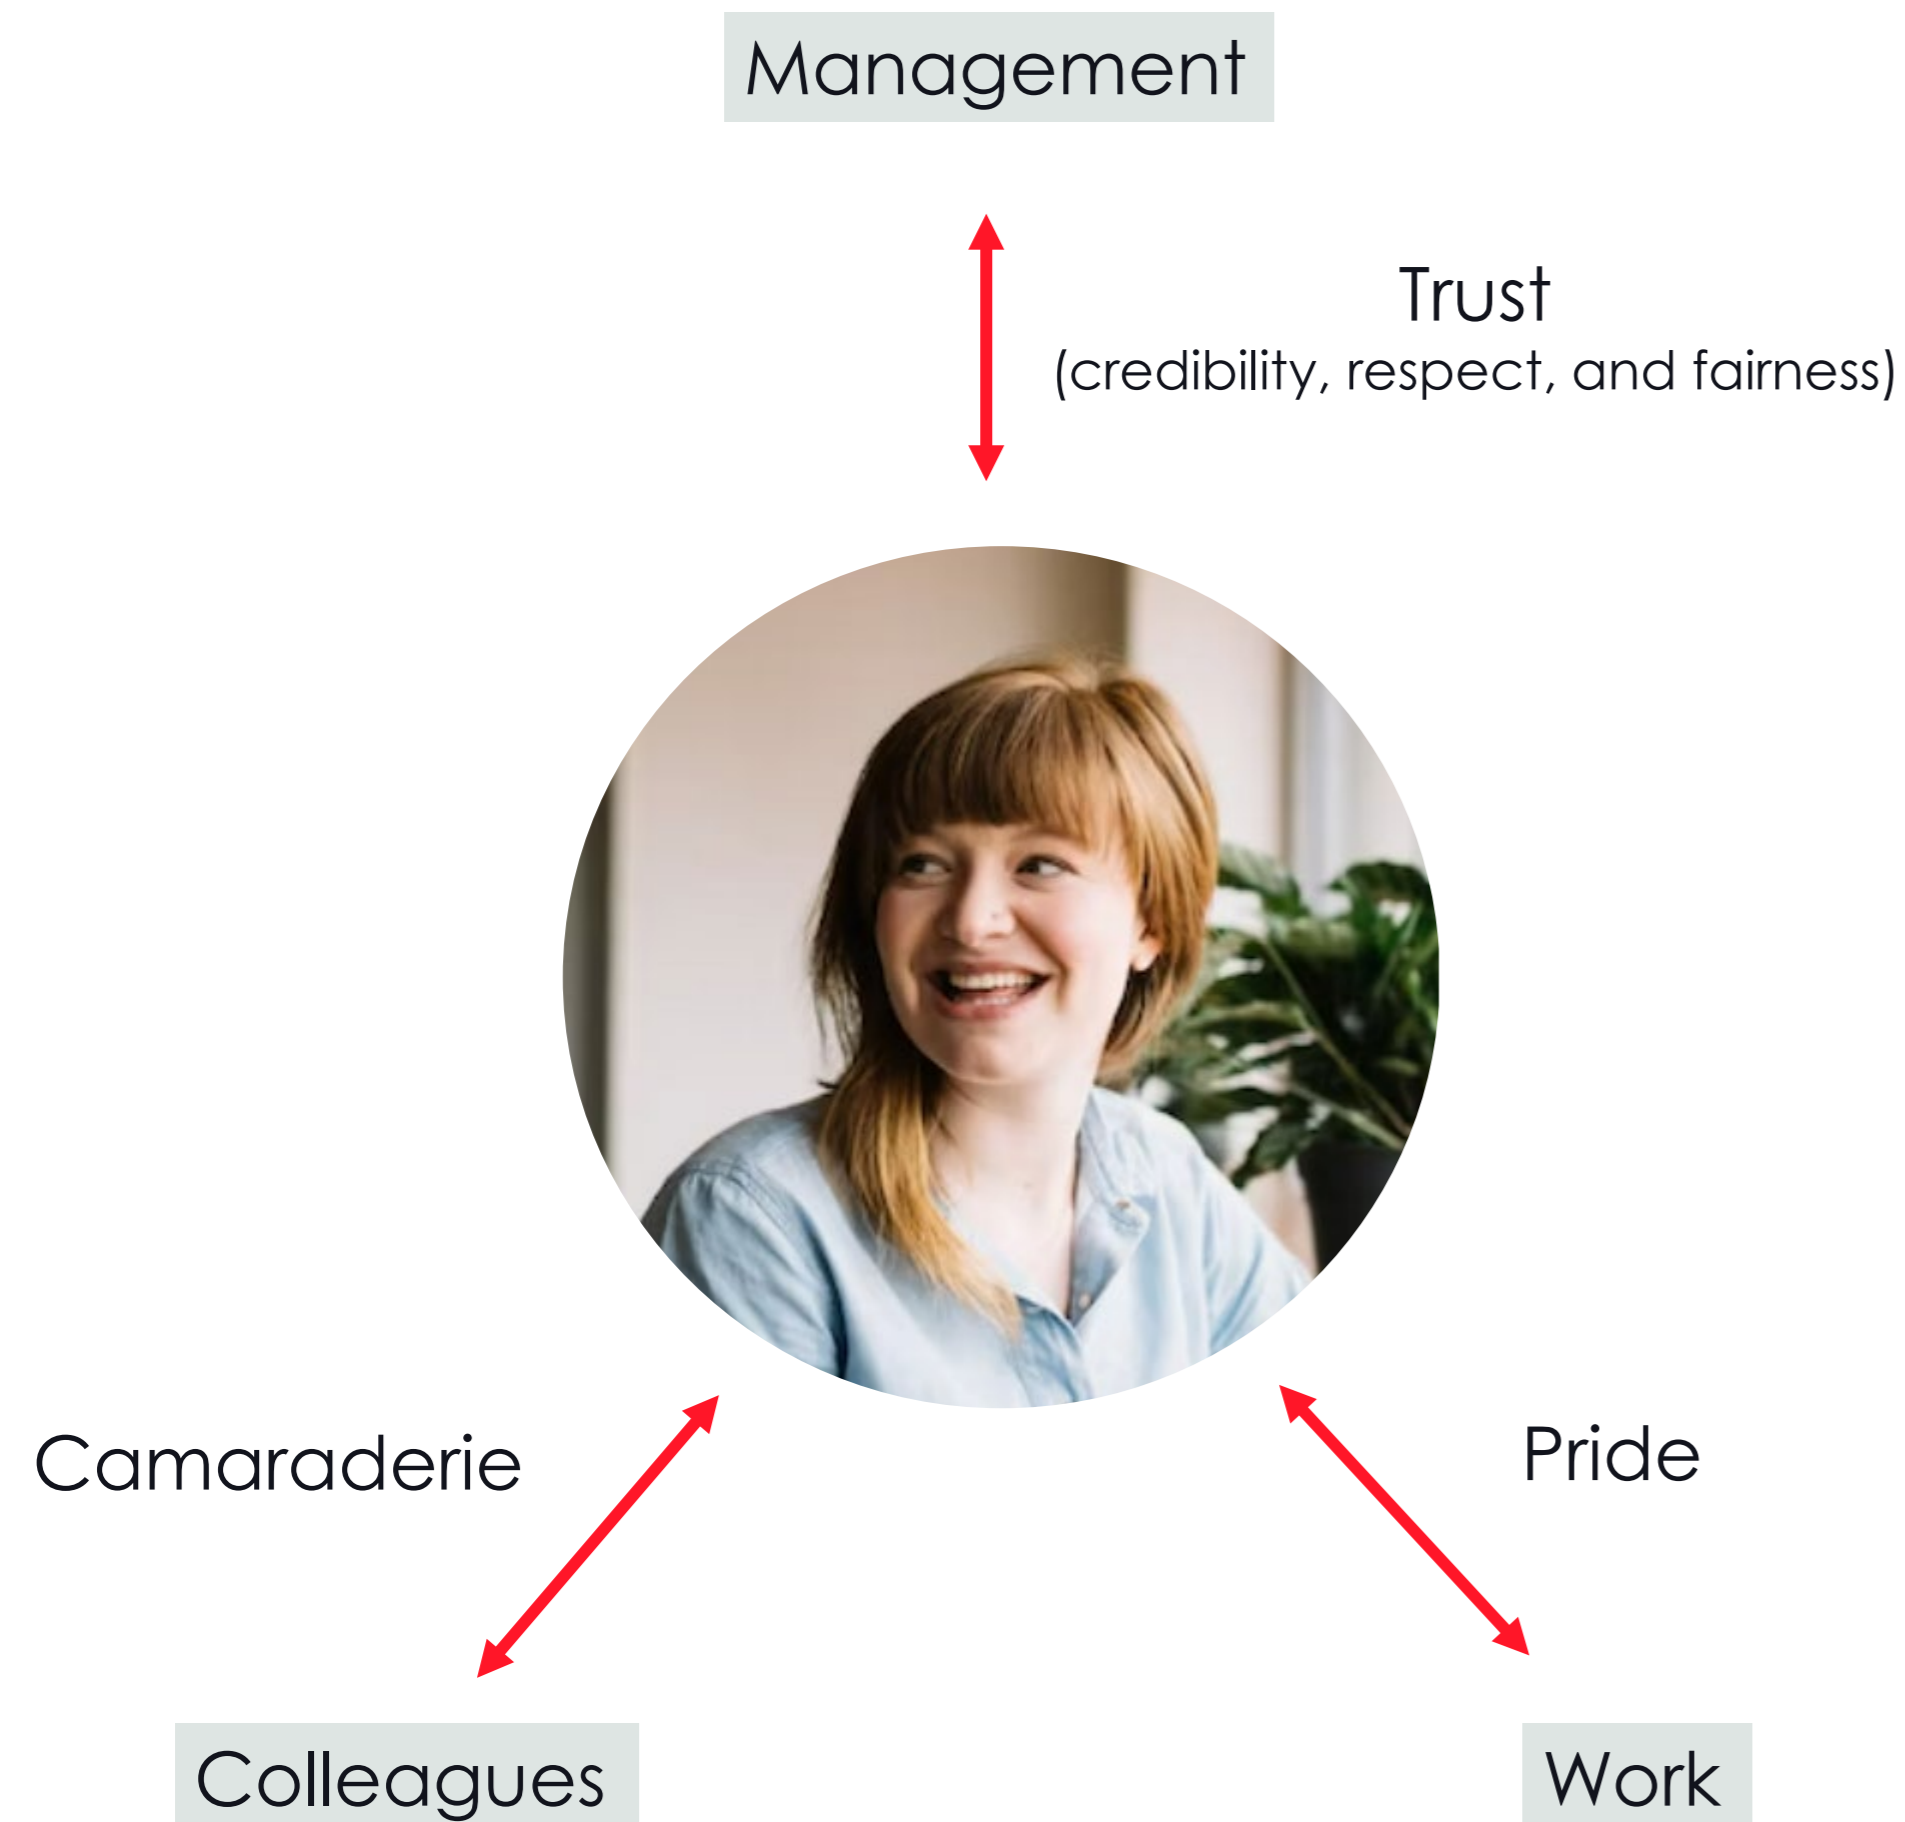 Management
Trust
(credibility, respect, and fairness)
Camaraderie
Pride
Colleagues
Work